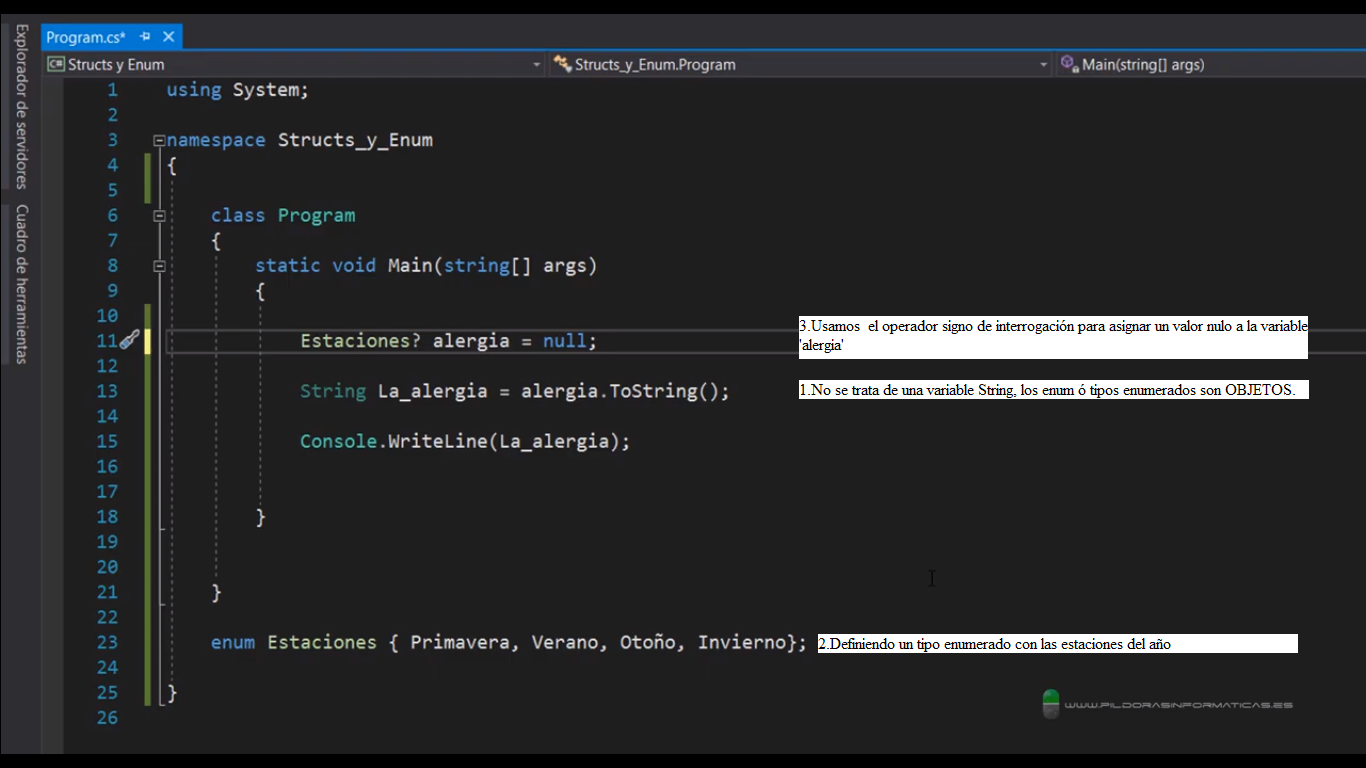 Explorador de servidores
Cuadro de herramientas
Program.cs*
C# Structs y Enum
Structs_y_Enum.Program
Main(string[] args)
1 using System;
2
3 namespace Structs_y_Enum
4 {
5
6 class Program
7 {
8 static void Main(string[] args)
9 {
10
11 Estaciones? alergia = null;
3.Usamos el operador signo de interrogación para asignar un valor nulo a la variable
'alergia'
12
13 String La_alergia = alergia.ToString();
1.No se trata de una variable String, los enum ó tipos enumerados son OBJETOS.
14
15 Console.WriteLine(La_alergia);
16
17
18 }
19
20
21 }
22
23 enum Estaciones { Primavera, Verano, Otoño, Invierno};
2.Definiendo un tipo enumerado con las estaciones del año
24
25 }
26
WWW.PILDORASINFORMATICAS.ES